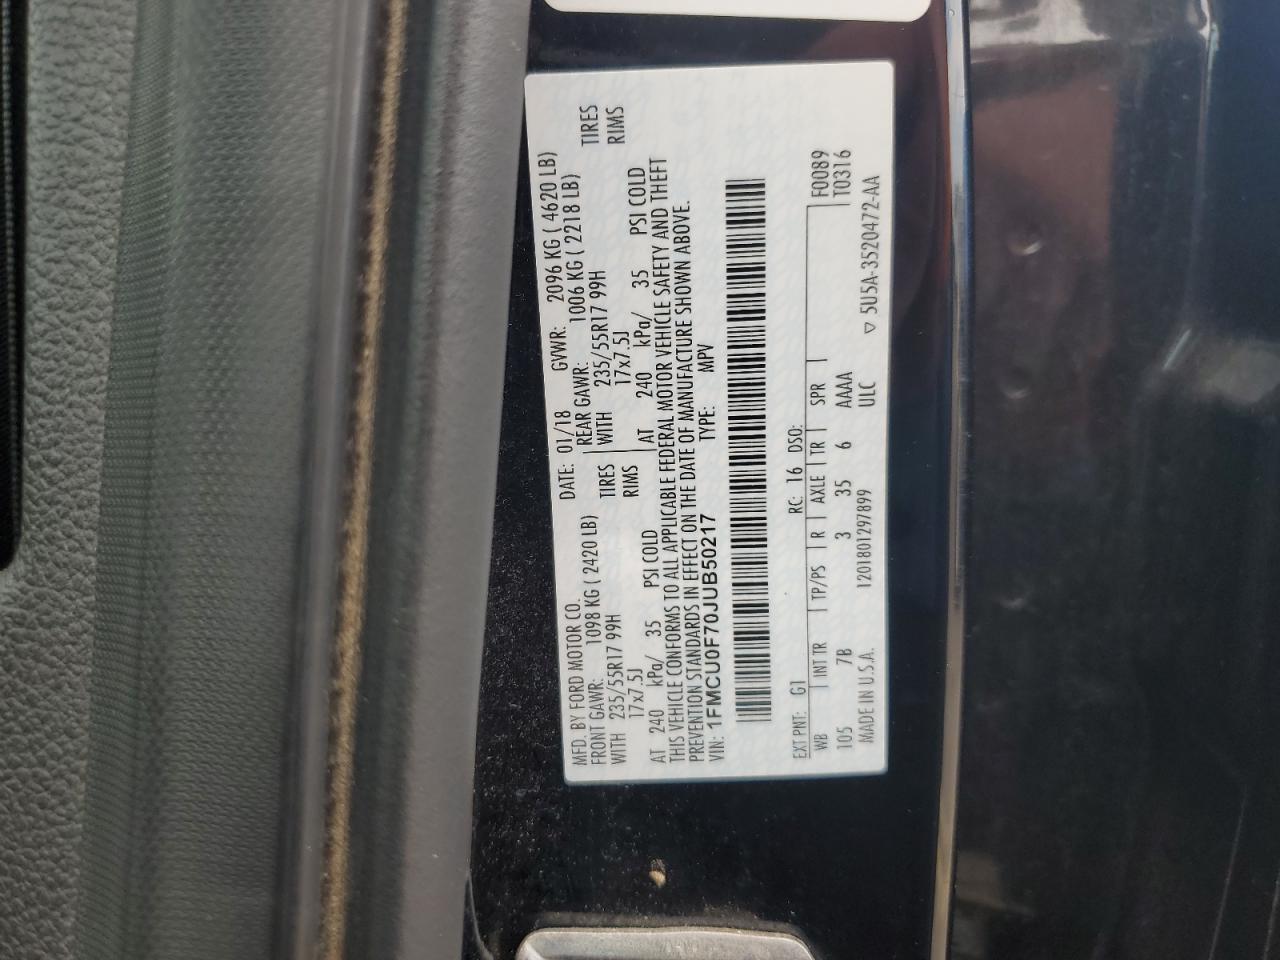 MFD. BY FORD MOTOR CO.
DATE: 01/18 GVWR: 2096 KG ( 4620 LB)
FRONT GAWR: 1098 KG ( 2420 LB) REAR GAWR: 1006 KG ( 2218 LB)
WITH 235/55R17 99H TIRES WITH 235/55R17 99H TIRES
17x7.5J RIMS 17x7.5J RIMS
AT 240 kPa/ 35 PSI COLD AT 240 kPa/ 35 PSI COLD
THIS VEHICLE CONFORMS TO ALL APPLICABLE FEDERAL MOTOR VEHICLE SAFETY AND THEFT
PREVENTION STANDARDS IN EFFECT ON THE DATE OF MANUFACTURE SHOWN ABOVE.
VIN: 1FMCU0F70JUB50217 TYPE: MPV
EXT PNT: G1 RC: 16 DSO:
WB INT TR TP/PS R AXLE TR SPR F0089
105 7B 3 35 6 AAAA T0316
MADE IN U.S.A. 1201801297899 ULC ▽ 5U5A-3520472-AA